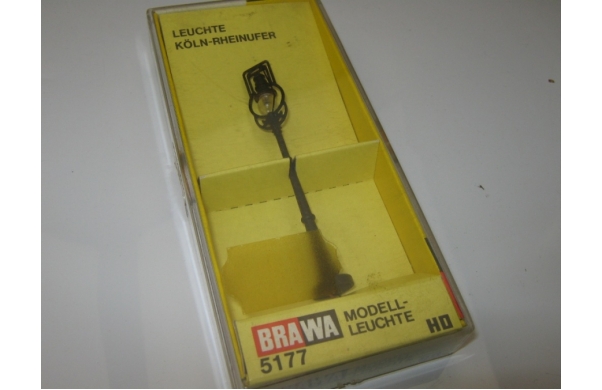 LEUCHTE
KÖLN-RHEINUFER
BRAWA
5177
MODELL-
LEUCHTE
HO